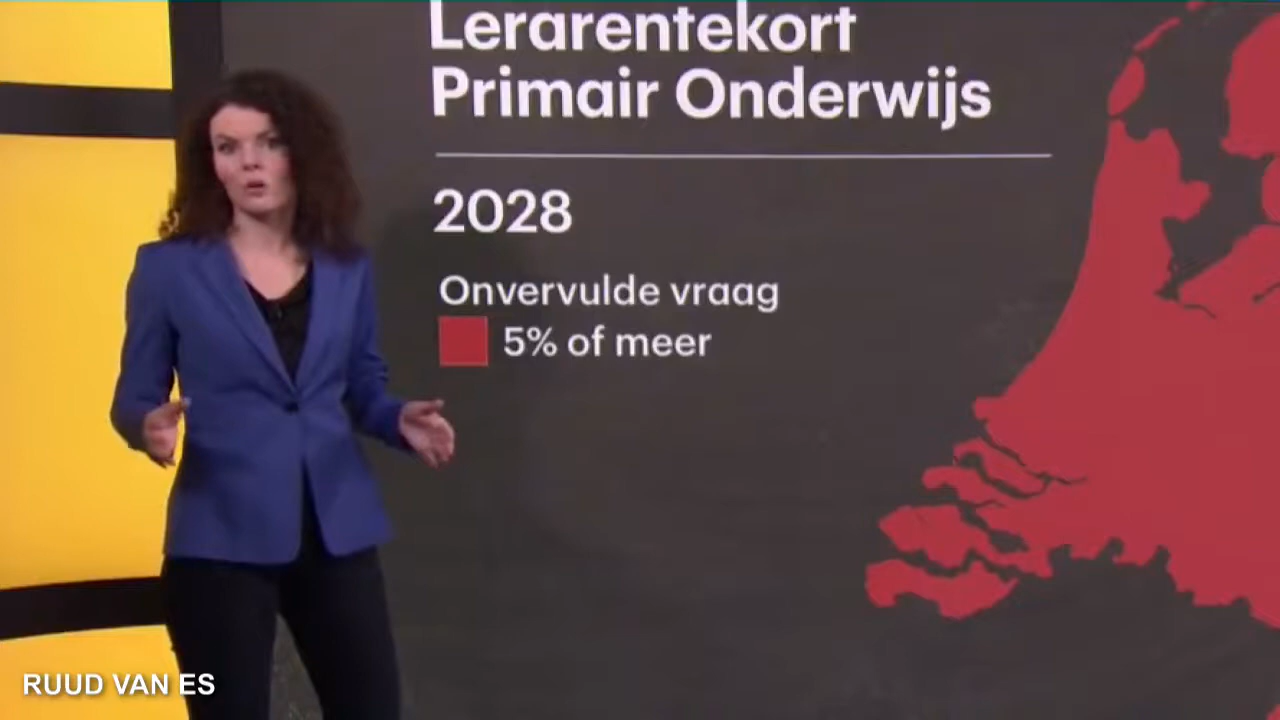 Lerarentekort
Primair Onderwijs
2028
Onvervulde vraag
5% of meer
RUUD VAN ES